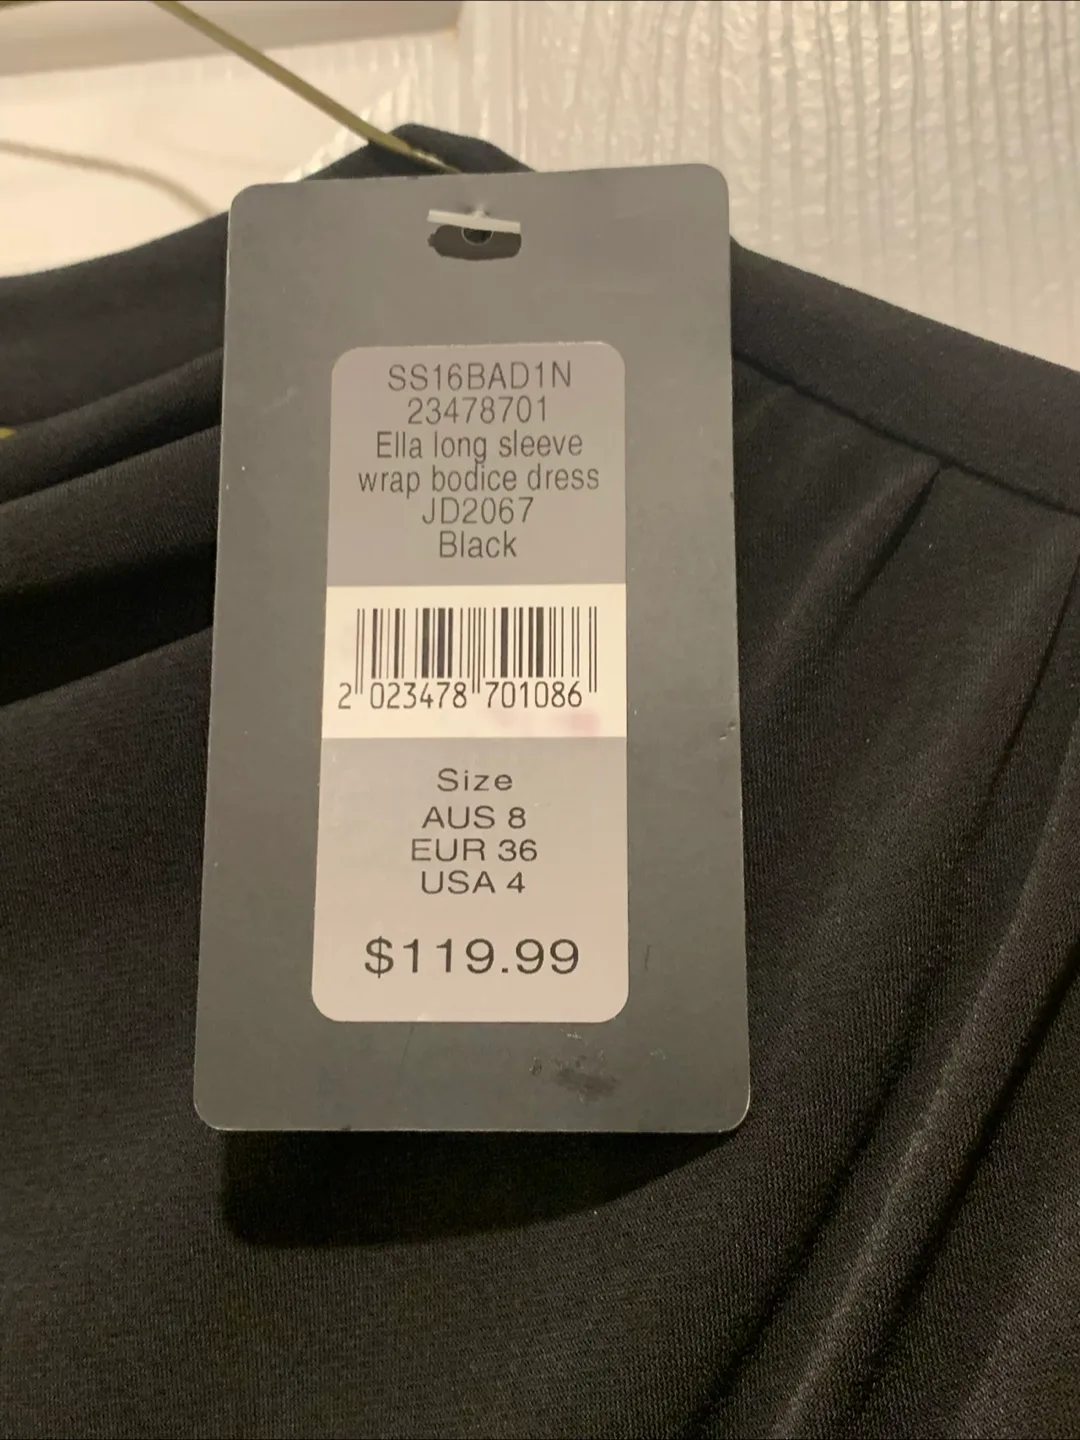 SS16BAD1N
23478701
Ella long sleeve
wrap bodice dress
JD2067
Black
2 023478 701086
Size
AUS 8
EUR 36
USA 4
$119.99